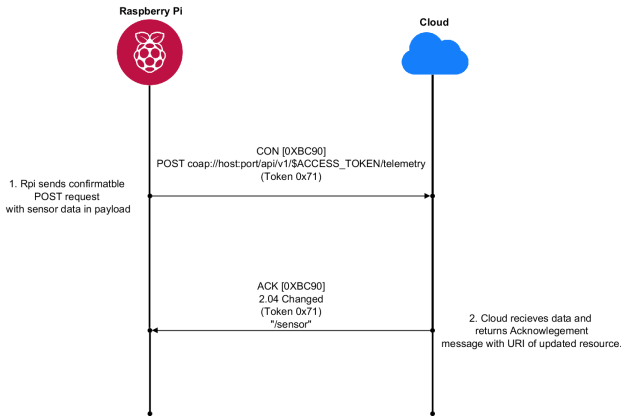 Raspberry Pi
Cloud
CON [0XBC90]
POST coap://host:port/api/v1/$ACCESS_TOKEN/telemetry
(Token 0x71)
1. Rpi sends confirmatble
POST request
with sensor data in payload
ACK [0XBC90]
2.04 Changed
(Token 0x71)
"/sensor"
2. Cloud recieves data and
returns Acknowlegement
message with URI of updated resource.